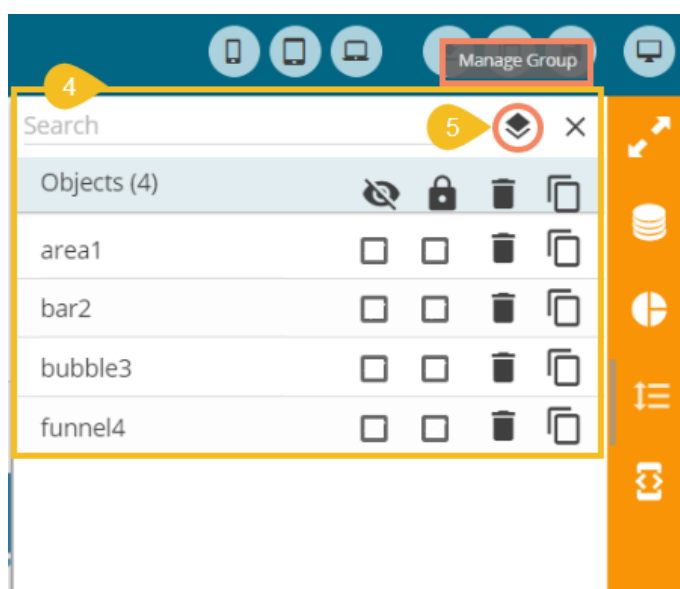 Manage Group
4
Search
5
Objects (4)
area1
bar2
bubble3
funnel4